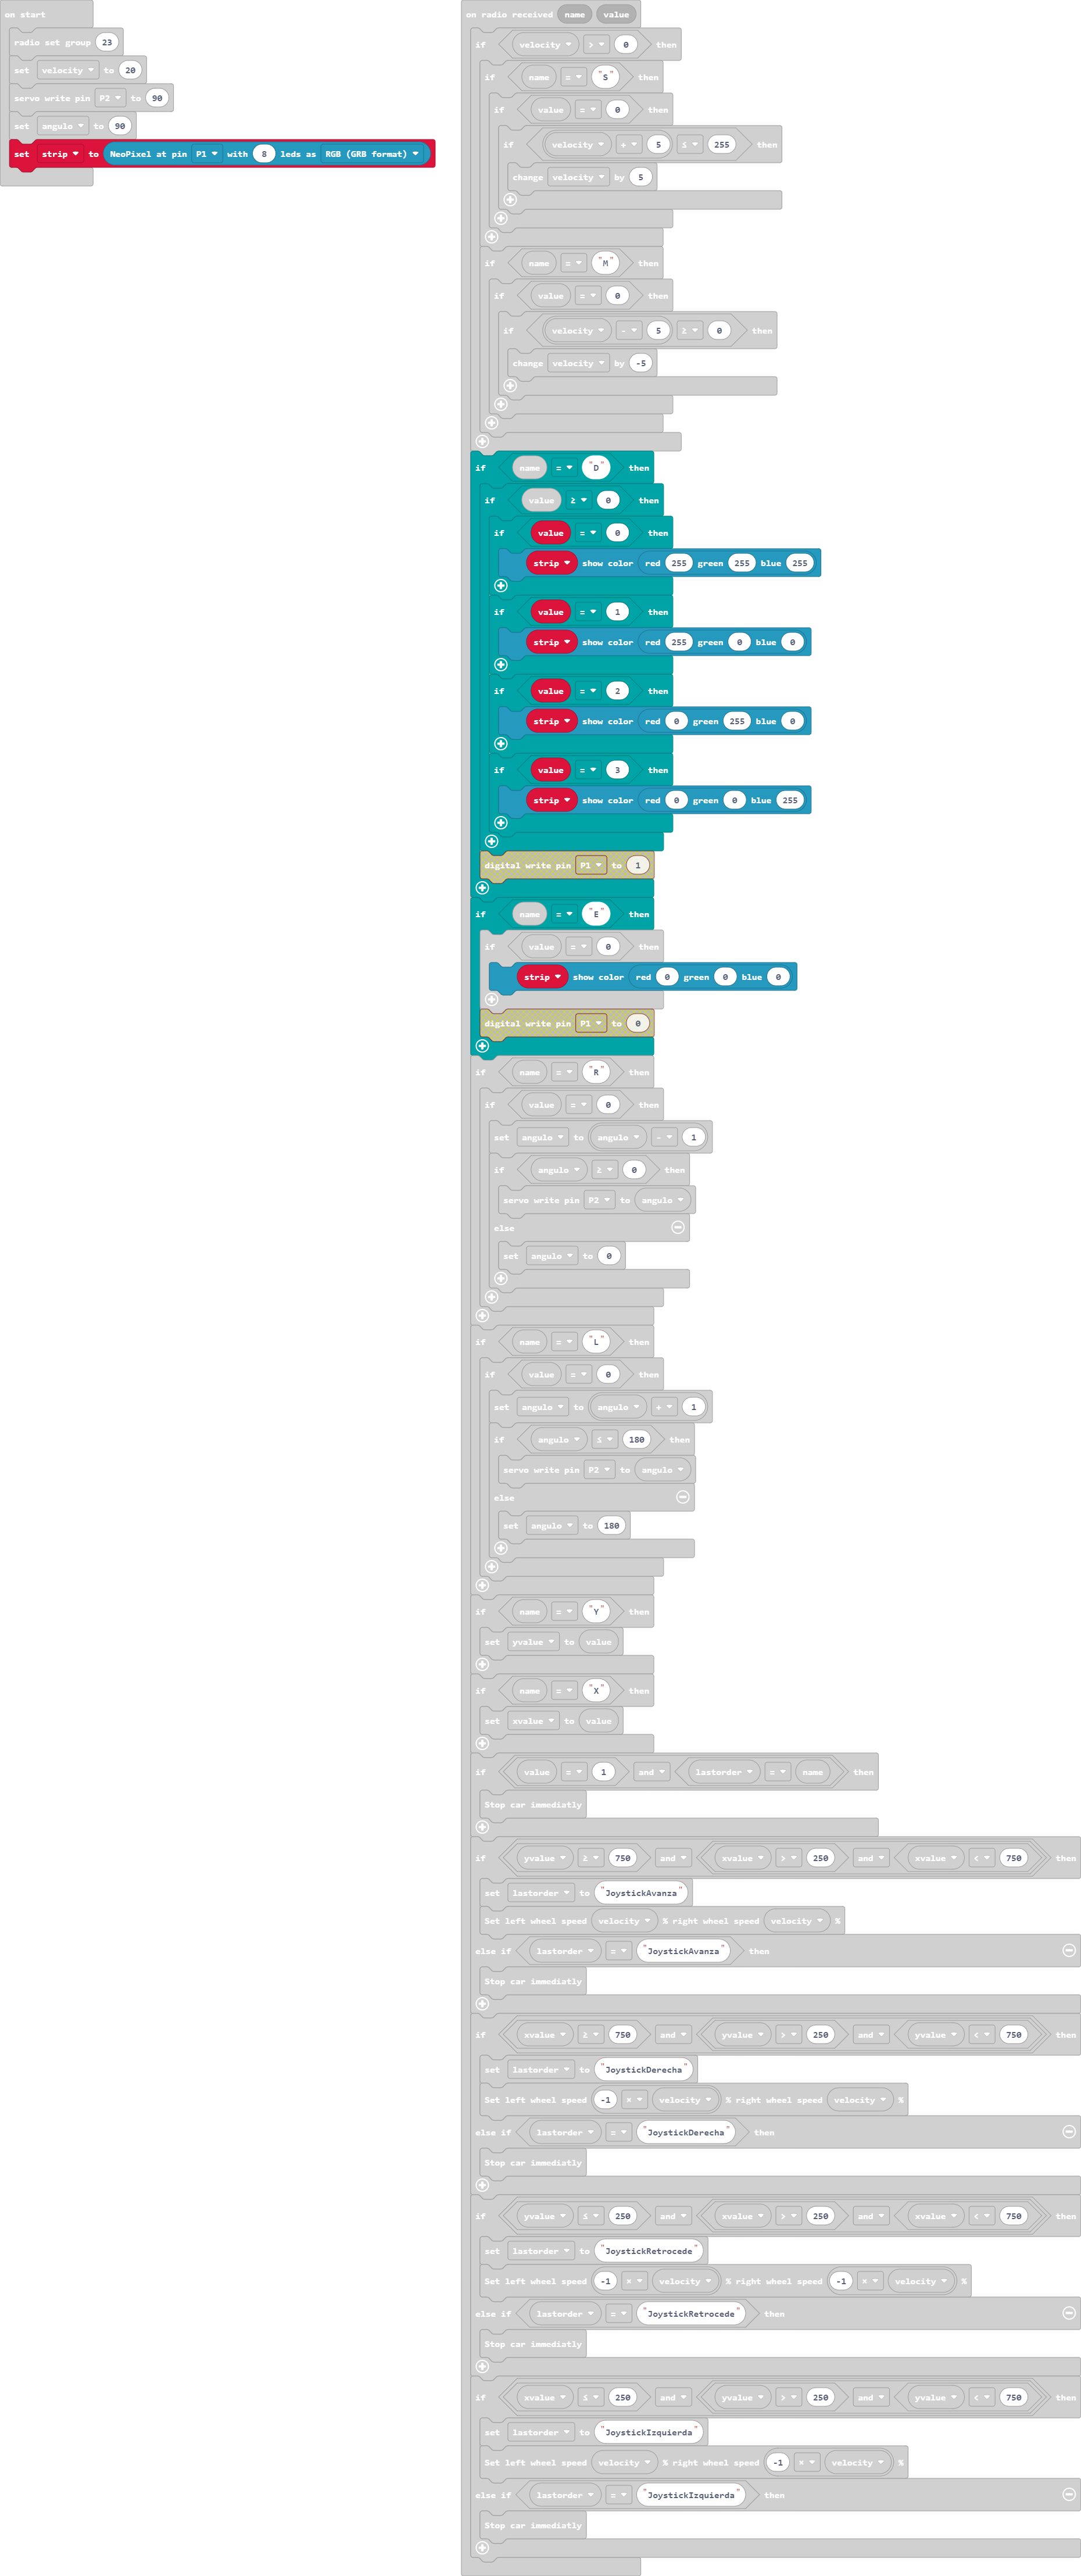 on start
radio set group 23
set velocity to 20
servo write pin P2 to 90
set angulo to 90
set strip to NeoPixel at pin P1 with 8 leds as RGB (GRB format)
on radio received name value
if velocity > 0 then
if name = "S" then
if value = 0 then
if velocity + 5 ≤ 255 then
change velocity by 5
if name = "M" then
if value = 0 then
if velocity - 5 ≥ 0 then
change velocity by -5
if name = "D" then
if value ≥ 0 then
if value = 0 then
strip show color red 255 green 255 blue 255
if value = 1 then
strip show color red 255 green 0 blue 0
if value = 2 then
strip show color red 0 green 255 blue 0
if value = 3 then
strip show color red 0 green 0 blue 255
digital write pin P1 to 1
if name = "E" then
if value = 0 then
strip show color red 0 green 0 blue 0
digital write pin P1 to 0
if name = "R" then
if value = 0 then
set angulo to angulo - 1
if angulo ≥ 0 then
servo write pin P2 to angulo
else
set angulo to 0
if name = "L" then
if value = 0 then
set angulo to angulo + 1
if angulo ≤ 180 then
servo write pin P2 to angulo
else
set angulo to 180
if name = "Y" then
set yvalue to value
if name = "X" then
set xvalue to value
if value = 1 and lastorder = name then
Stop car immediatly
if yvalue ≥ 750 and xvalue > 250 and xvalue < 750 then
set lastorder to "JoystickAvanza"
Set left wheel speed velocity % right wheel speed velocity %
else if lastorder = "JoystickAvanza" then
Stop car immediatly
if xvalue ≥ 750 and yvalue > 250 and yvalue < 750 then
set lastorder to "JoystickDerecha"
Set left wheel speed -1 × velocity % right wheel speed velocity %
else if lastorder = "JoystickDerecha" then
Stop car immediatly
if yvalue ≤ 250 and xvalue > 250 and xvalue < 750 then
set lastorder to "JoystickRetrocede"
Set left wheel speed -1 × velocity % right wheel speed -1 × velocity %
else if lastorder = "JoystickRetrocede" then
Stop car immediatly
if xvalue ≤ 250 and yvalue > 250 and yvalue < 750 then
set lastorder to "JoystickIzquierda"
Set left wheel speed velocity % right wheel speed -1 × velocity %
else if lastorder = "JoystickIzquierda" then
Stop car immediatly